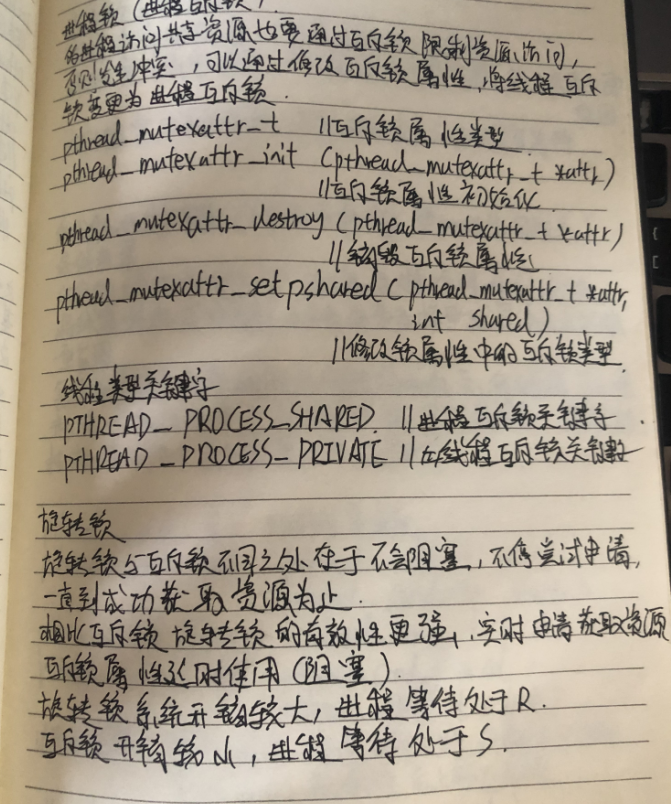 进程锁（进程互斥锁）
多进程访问共享资源也要通过互斥锁限制资源访问，
否则发生冲突，可以通过修改互斥锁属性，将线程互斥
锁变更为进程互斥锁．
pthread_mutexattr_t //互斥锁属性类型
pthread_mutexattr_init (pthread_mutexattr_t *attr)
//互斥锁属性初始化
pthread_mutexattr_destroy (pthread_mutexattr_t *attr)
//销毁互斥锁属性
pthread_mutexattr_setpshared (pthread_mutexattr_t *attr,
int shared)
//修改锁属性中的互斥锁类型
线程类型关键字
PTHREAD_PROCESS_SHARED. //进程互斥锁关键字
PTHREAD_PROCESS_PRIVATE //线程互斥锁关键字
旋转锁
旋转锁与互斥锁不同之处在于不会阻塞，不停尝试申请，
一直到成功获取资源为止．
相比互斥锁 旋转锁的有效性更强，实时申请获取资源
互斥锁属性延时使用（阻塞）．
旋转锁系统开销较大，进程等待处于R．
互斥锁开销较小，进程等待处于S．